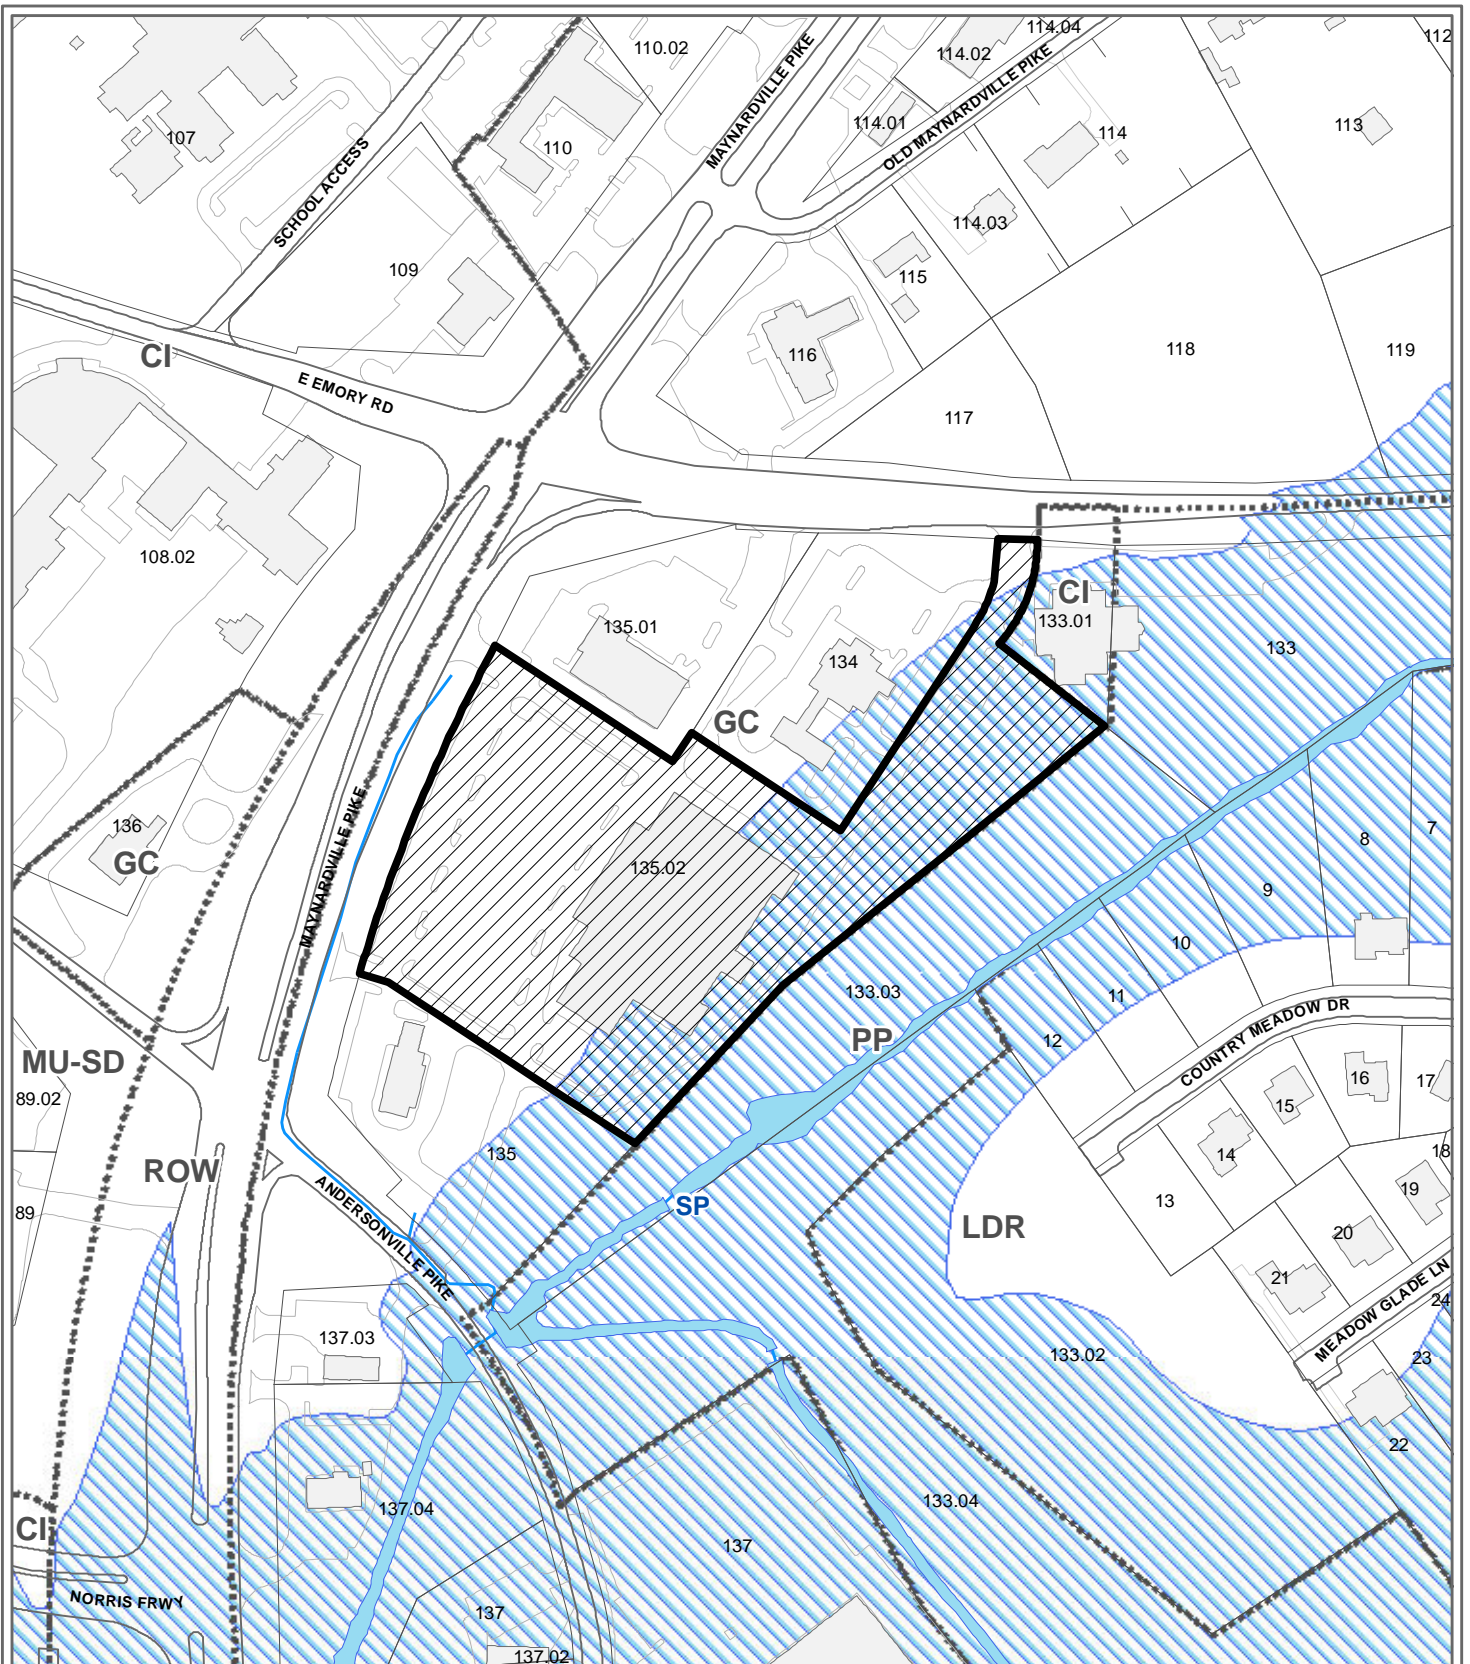 114.04
110.02
112
114.02
MAYNARDVILLE PIKE
OLD MAYNARDVILLE PIKE
107
110
114.01
114
113
SCHOOL ACCESS
114.03
109
115
CI
116
118
119
E EMORY RD
117
108.02
CI
133.01
135.01
133
134
GC
136
GC
MAYNARDVILLE PIKE
135.02
8
7
9
10
133.03
11
PP
12
COUNTRY MEADOW DR
MU-SD
89.02
16
17
15
135
14
18
ROW
13
19
ANDERSONVILLE PIKE
SP
89
LDR
20
21
MEADOW GLADE LN
24
137.03
133.02
23
22
137.04
133.04
CI
137
NORRIS FRWY
137
137.02